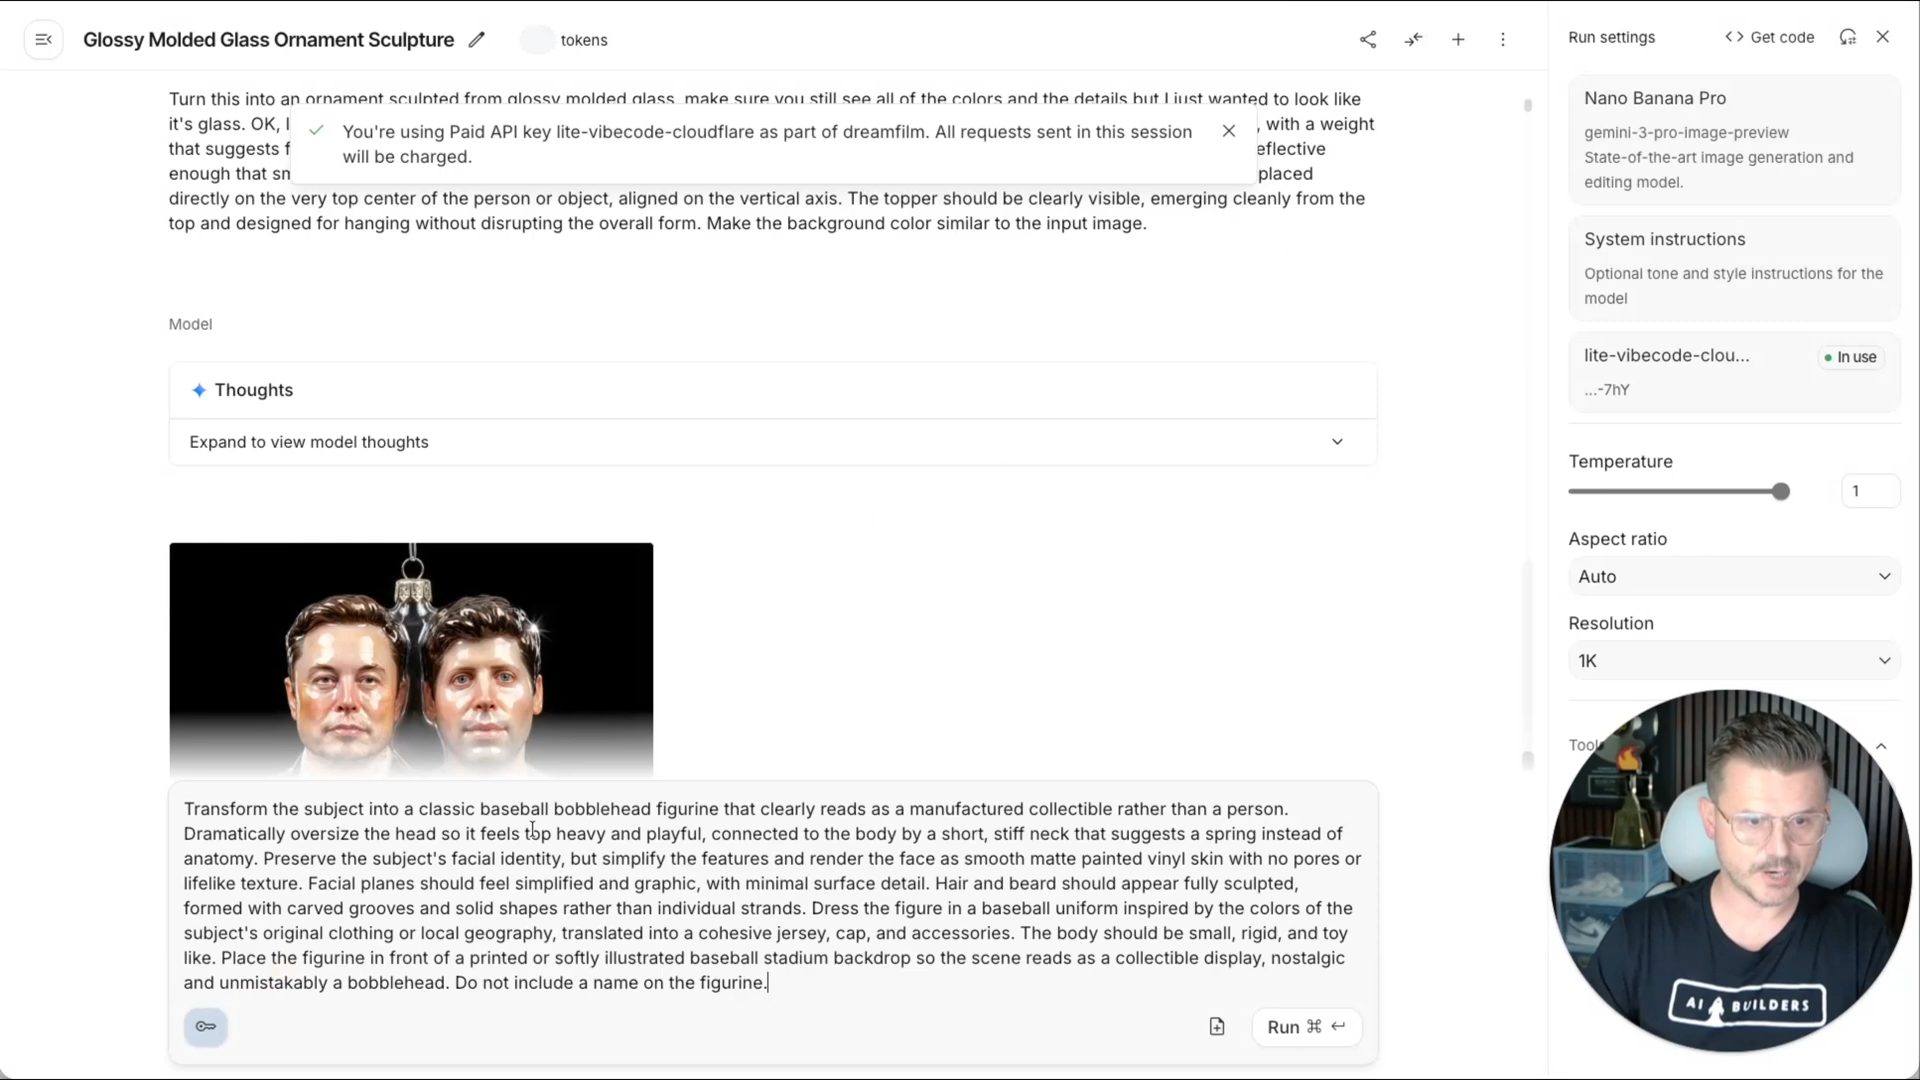 Glossy Molded Glass Ornament Sculpture
tokens
Turn this into an ornament sculpted from glossy molded glass, make sure you still see all of the colors and the details but I just wanted to look like
it's glass. OK, I
, with a weight
that suggests f
eflective
enough that sm
placed
directly on the very top center of the person or object, aligned on the vertical axis. The topper should be clearly visible, emerging cleanly from the
top and designed for hanging without disrupting the overall form. Make the background color similar to the input image.
You're using Paid API key lite-vibecode-cloudflare as part of dreamfilm. All requests sent in this session
will be charged.
Model
Thoughts
Expand to view model thoughts
Transform the subject into a classic baseball bobblehead figurine that clearly reads as a manufactured collectible rather than a person.
Dramatically oversize the head so it feels top heavy and playful, connected to the body by a short, stiff neck that suggests a spring instead of
anatomy. Preserve the subject's facial identity, but simplify the features and render the face as smooth matte painted vinyl skin with no pores or
lifelike texture. Facial planes should feel simplified and graphic, with minimal surface detail. Hair and beard should appear fully sculpted,
formed with carved grooves and solid shapes rather than individual strands. Dress the figure in a baseball uniform inspired by the colors of the
subject's original clothing or local geography, translated into a cohesive jersey, cap, and accessories. The body should be small, rigid, and toy
like. Place the figurine in front of a printed or softly illustrated baseball stadium backdrop so the scene reads as a collectible display, nostalgic
and unmistakably a bobblehead. Do not include a name on the figurine.
Run ⌘ ↵
Run settings
<> Get code
Nano Banana Pro
gemini-3-pro-image-preview
State-of-the-art image generation and
editing model.
System instructions
Optional tone and style instructions for the
model
lite-vibecode-clou...
In use
...-7hY
Temperature
1
Aspect ratio
Auto
Resolution
1K
Tool
AI BUILDERS